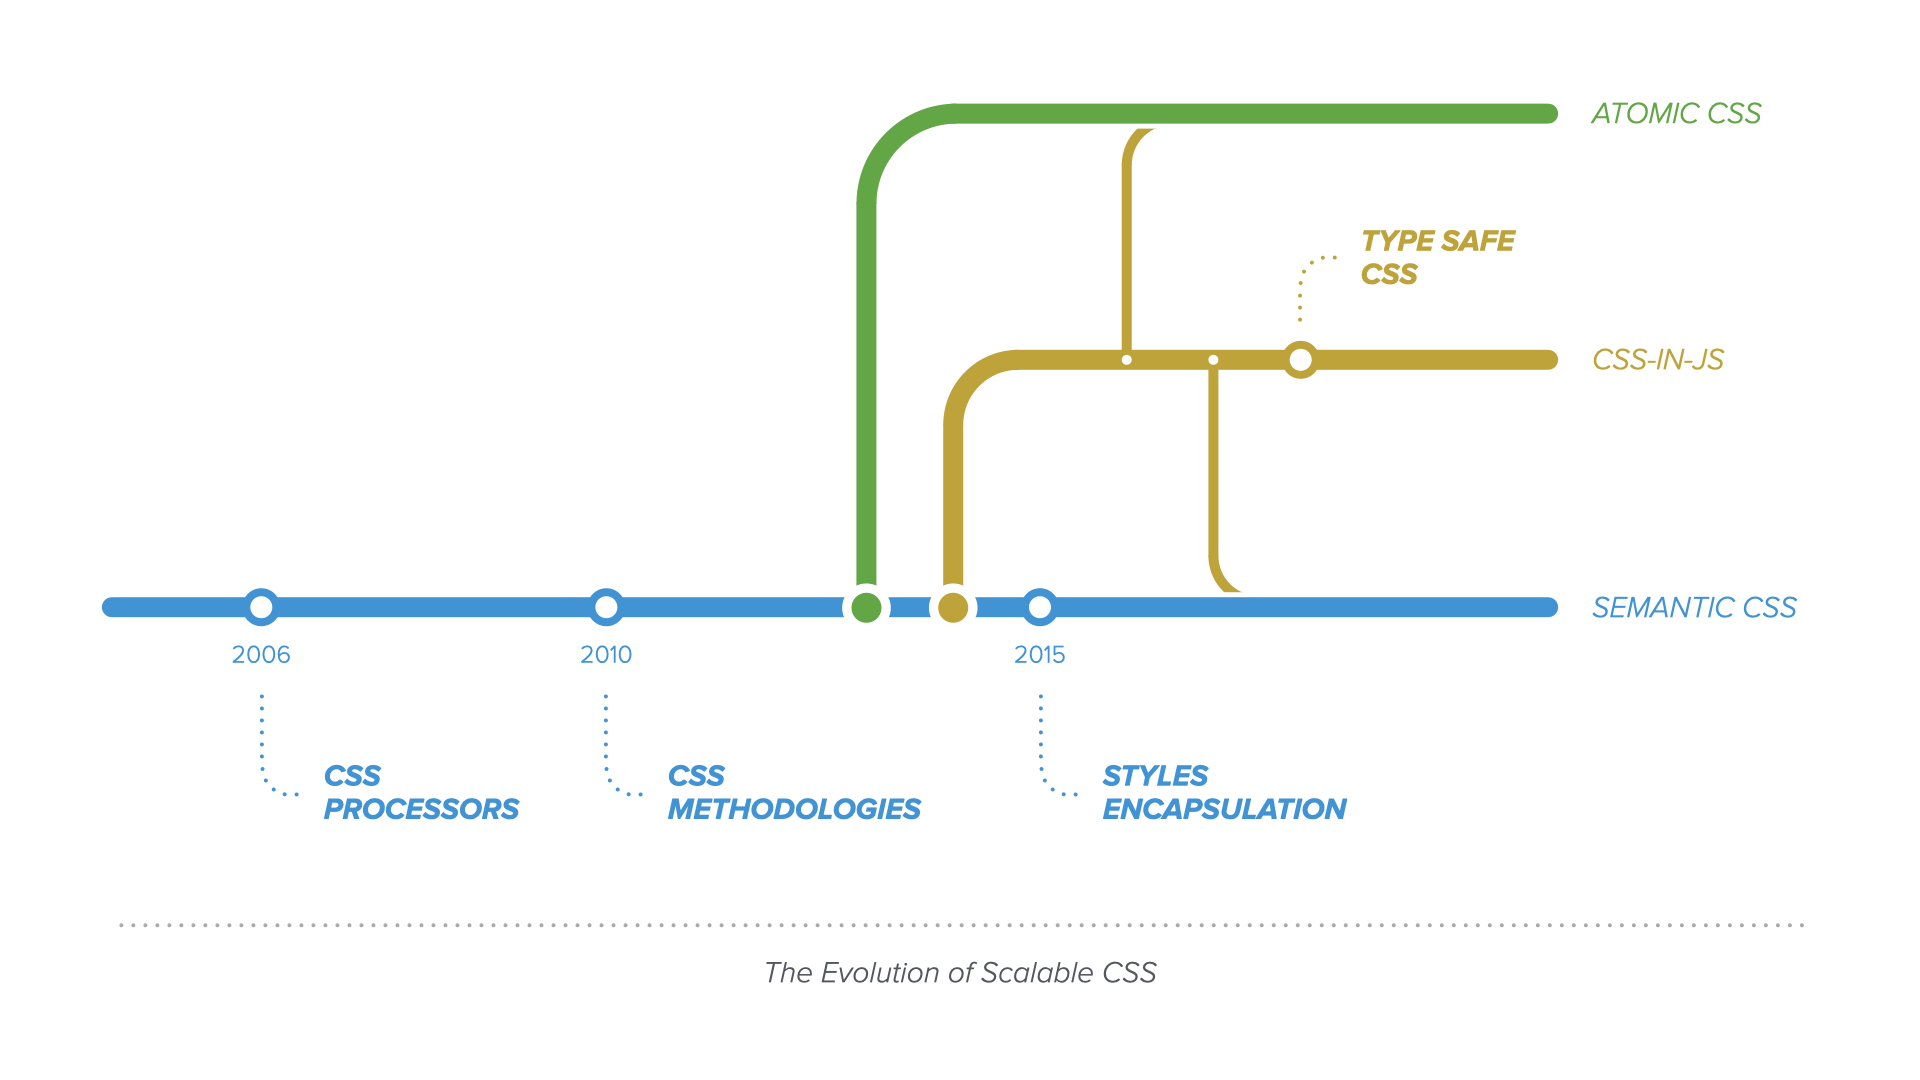 ATOMIC CSS
TYPE SAFE
CSS
CSS-IN-JS
SEMANTIC CSS
2006
2010
2015
CSS
PROCESSORS
CSS
METHODOLOGIES
STYLES
ENCAPSULATION
The Evolution of Scalable CSS